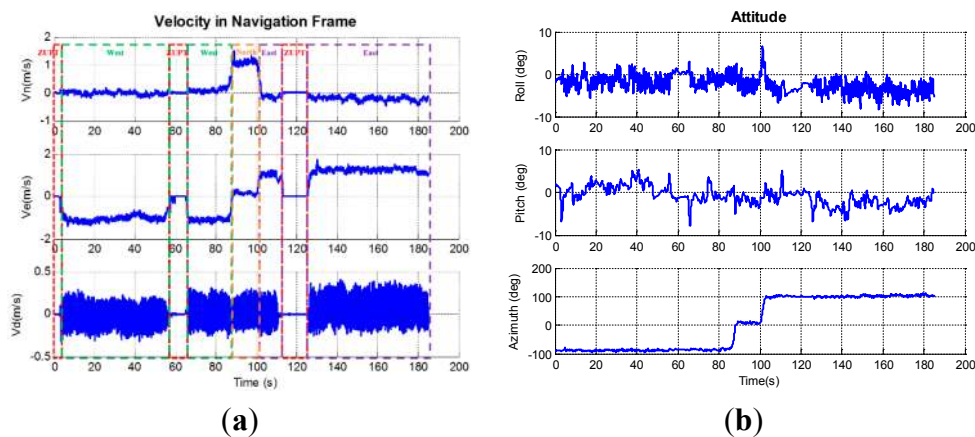 Velocity in Navigation Frame
ZUPT West ZUPT West North East ZUPT East
Vn(m/s)
1
0
-1
0 20 40 60 80 100 120 140 160 180 200
Ve(m/s)
2
0
-2
0 20 40 60 80 100 120 140 160 180 200
Vd(m/s)
0.5
0
-0.5
0 20 40 60 80 100 120 140 160 180 200
Time (s)
(a)
Attitude
Roll (deg)
10
0
-10
0 20 40 60 80 100 120 140 160 180 200
Pitch (deg)
10
0
-10
0 20 40 60 80 100 120 140 160 180 200
Azimuth (deg)
200
100
0
-100
0 20 40 60 80 100 120 140 160 180 200
Time(s)
(b)